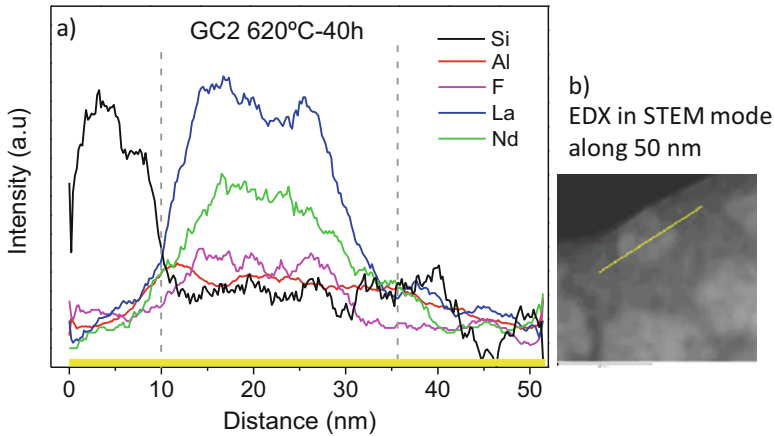 a)
GC2 620ºC-40h
Si
Al
F
La
Nd
Intensity (a.u)
0
10
20
30
40
50
Distance (nm)
b)
EDX in STEM mode
along 50 nm